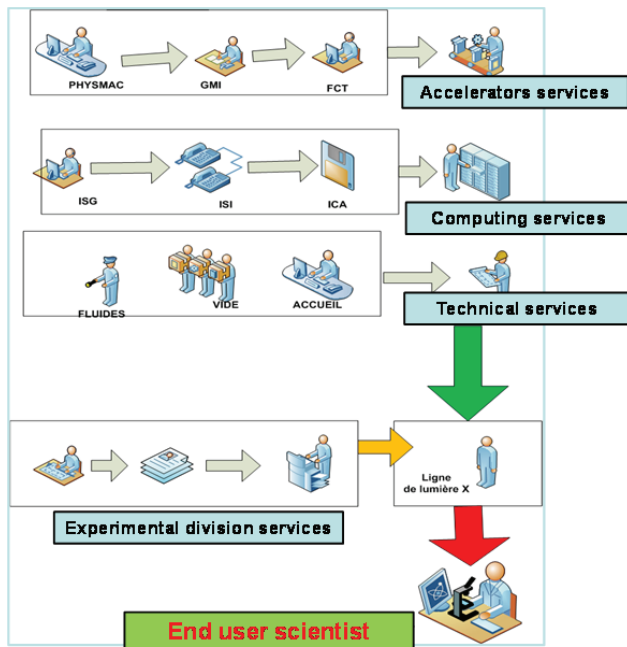 PHYSMAC
GMI
FCT
Accelerators services
ISG
ISI
ICA
Computing services
FLUIDES
VIDE
ACCUEIL
Technical services
Ligne
de lumière X
Experimental division services
End user scientist